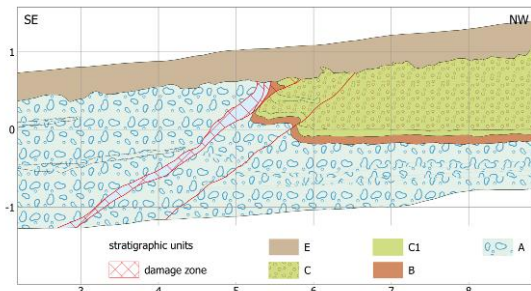 SE NW
1
0
-1
stratigraphic units E C1 A
damage zone C B
3 4 5 6 7 8